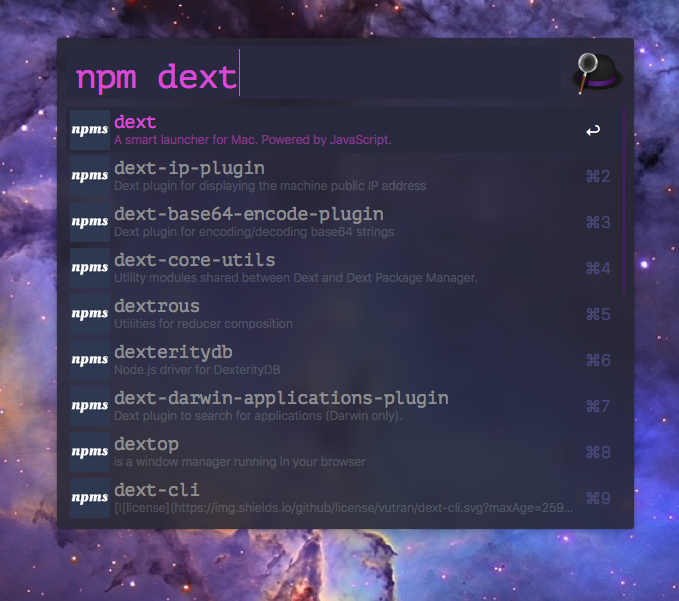 npm dext
npms dext
A smart launcher for Mac. Powered by JavaScript. ↩
npms dext-ip-plugin
Dext plugin for displaying the machine public IP address ⌘2
npms dext-base64-encode-plugin
Dext plugin for encoding/decoding base64 strings ⌘3
npms dext-core-utils
Utility modules shared between Dext and Dext Package Manager. ⌘4
npms dextrous
Utilities for reducer composition ⌘5
npms dexteritydb
Node.js driver for DexterityDB ⌘6
npms dext-darwin-applications-plugin
Dext plugin to search for applications (Darwin only). ⌘7
npms dextop
is a window manager running in your browser ⌘8
npms dext-cli
[![license](https://img.shields.io/github/license/vutran/dext-cli.svg?maxAge=259... ⌘9